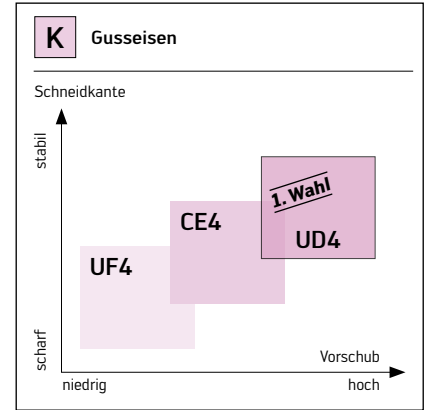 K Gusseisen
Schneidkante
stabil
1. Wahl
CE4
UD4
UF4
scharf
Vorschub
niedrig
hoch